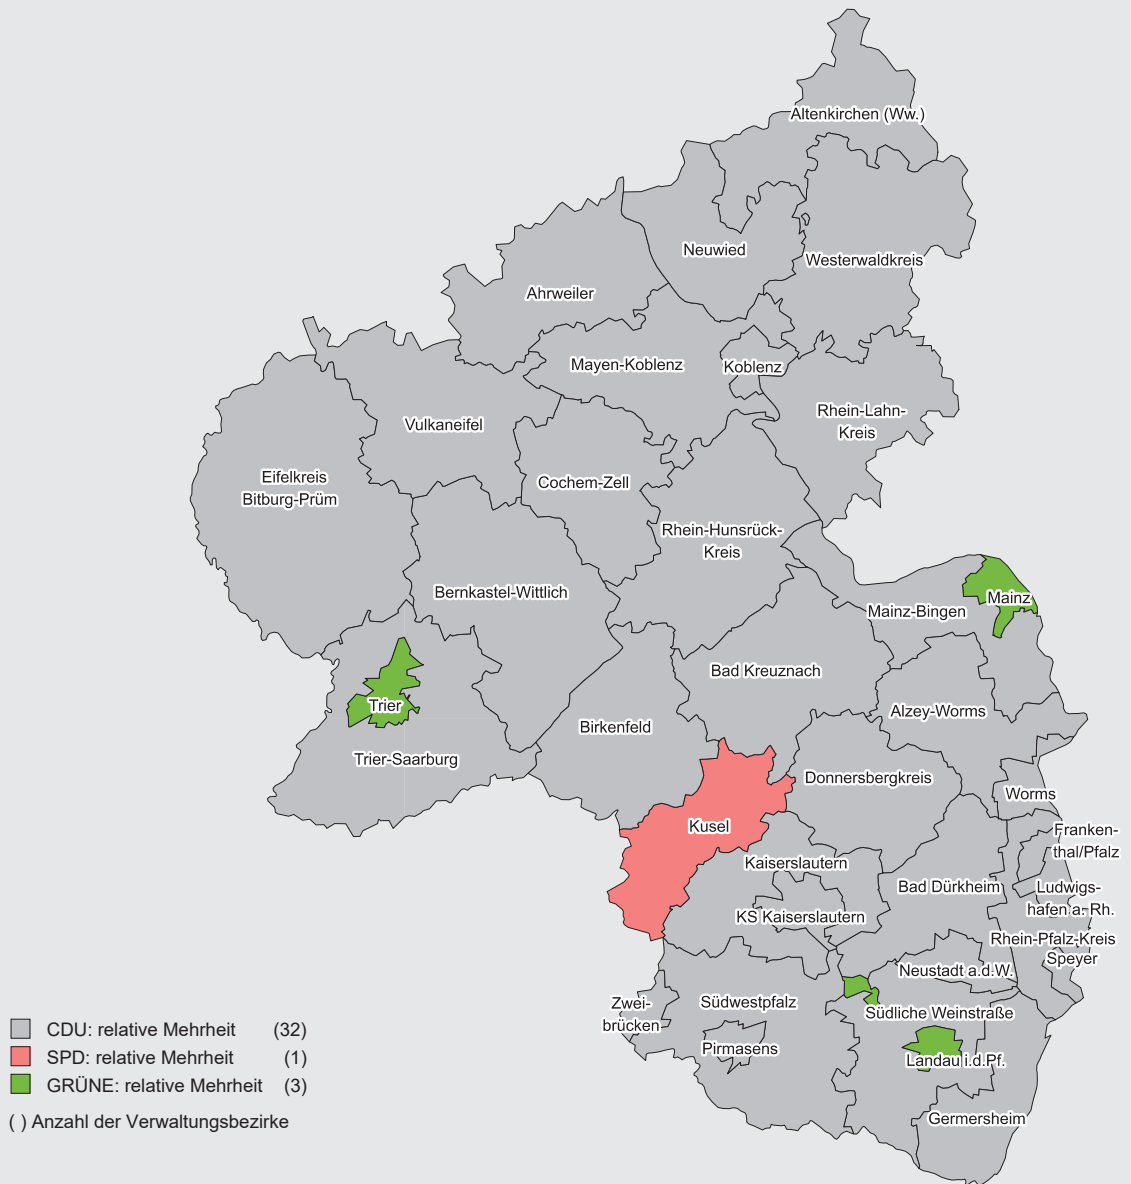 Altenkirchen (Ww.)
Neuwied
Westerwaldkreis
Ahrweiler
Mayen-Koblenz
Koblenz
Rhein-Lahn-
Kreis
Vulkaneifel
Eifelkreis
Bitburg-Prüm
Cochem-Zell
Rhein-Hunsrück-
Kreis
Bernkastel-Wittlich
Mainz
Mainz-Bingen
Bad Kreuznach
Trier
Alzey-Worms
Birkenfeld
Trier-Saarburg
Donnersbergkreis
Worms
Kusel
Franken-
thal/Pfalz
Kaiserslautern
Bad Dürkheim
Ludwigs-
hafen a. Rh.
KS Kaiserslautern
Rhein-Pfalz-Kreis
Speyer
Neustadt a.d.W.
Zwei-
brücken
Südwestpfalz
Südliche Weinstraße
Pirmasens
Landau i.d.Pf.
Germersheim
CDU: relative Mehrheit (32)
SPD: relative Mehrheit (1)
GRÜNE: relative Mehrheit (3)
( ) Anzahl der Verwaltungsbezirke